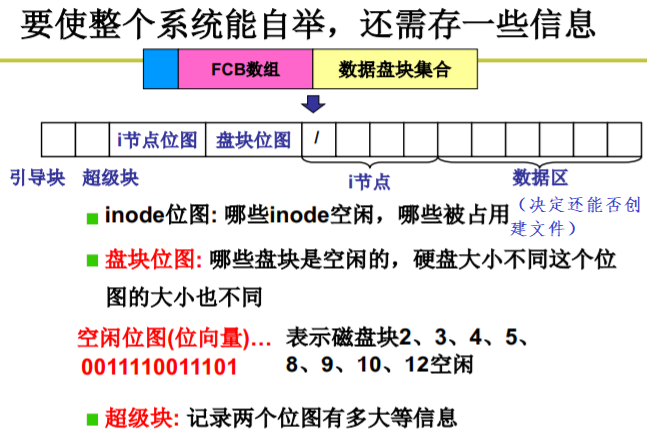 要使整个系统能自举，还需存一些信息
FCB数组 数据盘块集合
i节点位图 盘块位图 /
引导块 超级块 i节点 数据区
inode位图: 哪些inode空闲，哪些被占用（决定还能否创
建文件）
盘块位图: 哪些盘块是空闲的，硬盘大小不同这个位
图的大小也不同
空闲位图(位向量)… 表示磁盘块2、3、4、5、
0011110011101 8、9、10、12空闲
超级块: 记录两个位图有多大等信息